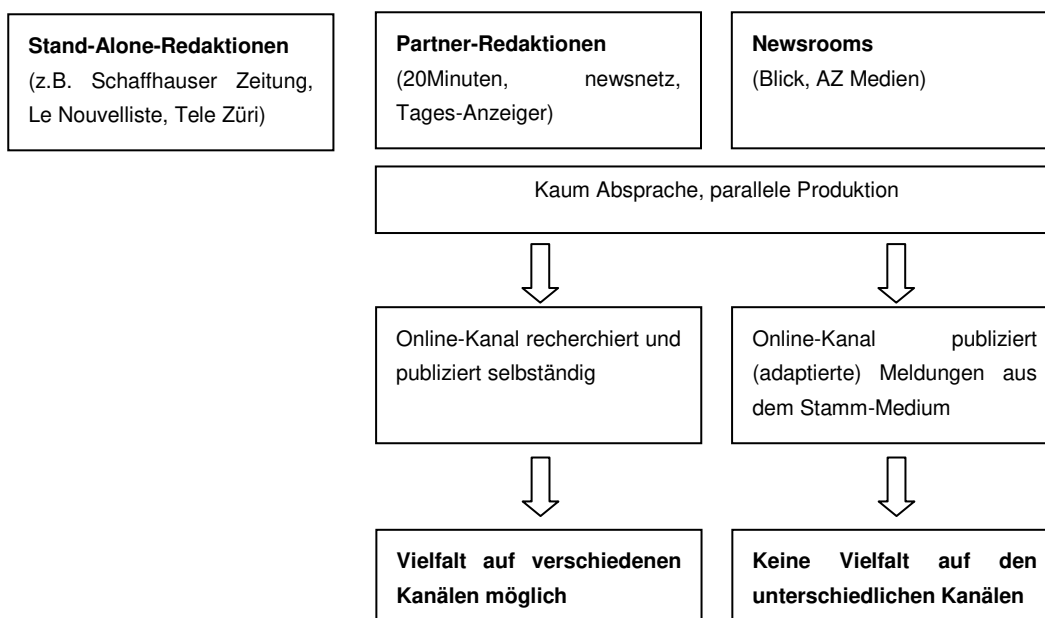 Stand-Alone-Redaktionen
(z.B. Schaffhauser Zeitung,
Le Nouvelliste, Tele Züri)
Partner-Redaktionen
(20Minuten, newsnetz,
Tages-Anzeiger)
Newsrooms
(Blick, AZ Medien)
Kaum Absprache, parallele Produktion
Online-Kanal recherchiert und
publiziert selbständig
Online-Kanal publiziert
(adaptierte) Meldungen aus
dem Stamm-Medium
Vielfalt auf verschiedenen
Kanälen möglich
Keine Vielfalt auf den
unterschiedlichen Kanälen